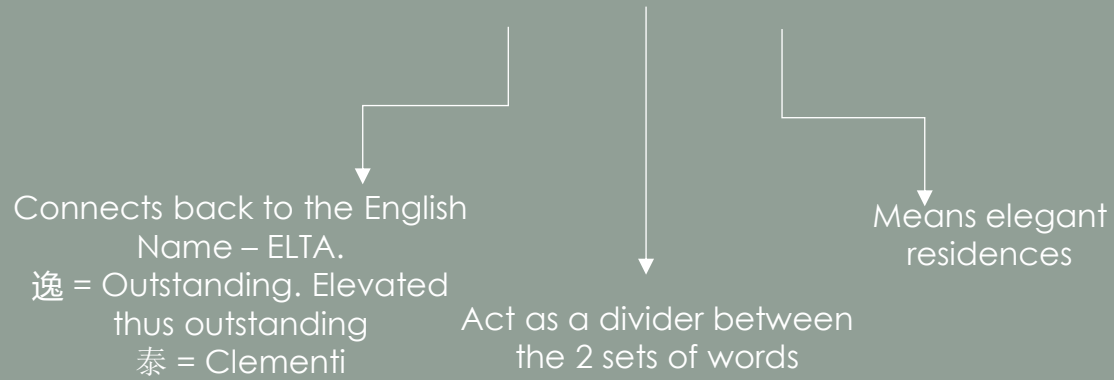 Connects back to the English
Name – ELTA.
逸 = Outstanding. Elevated
thus outstanding
泰 = Clementi
Act as a divider between
the 2 sets of words
Means elegant
residences